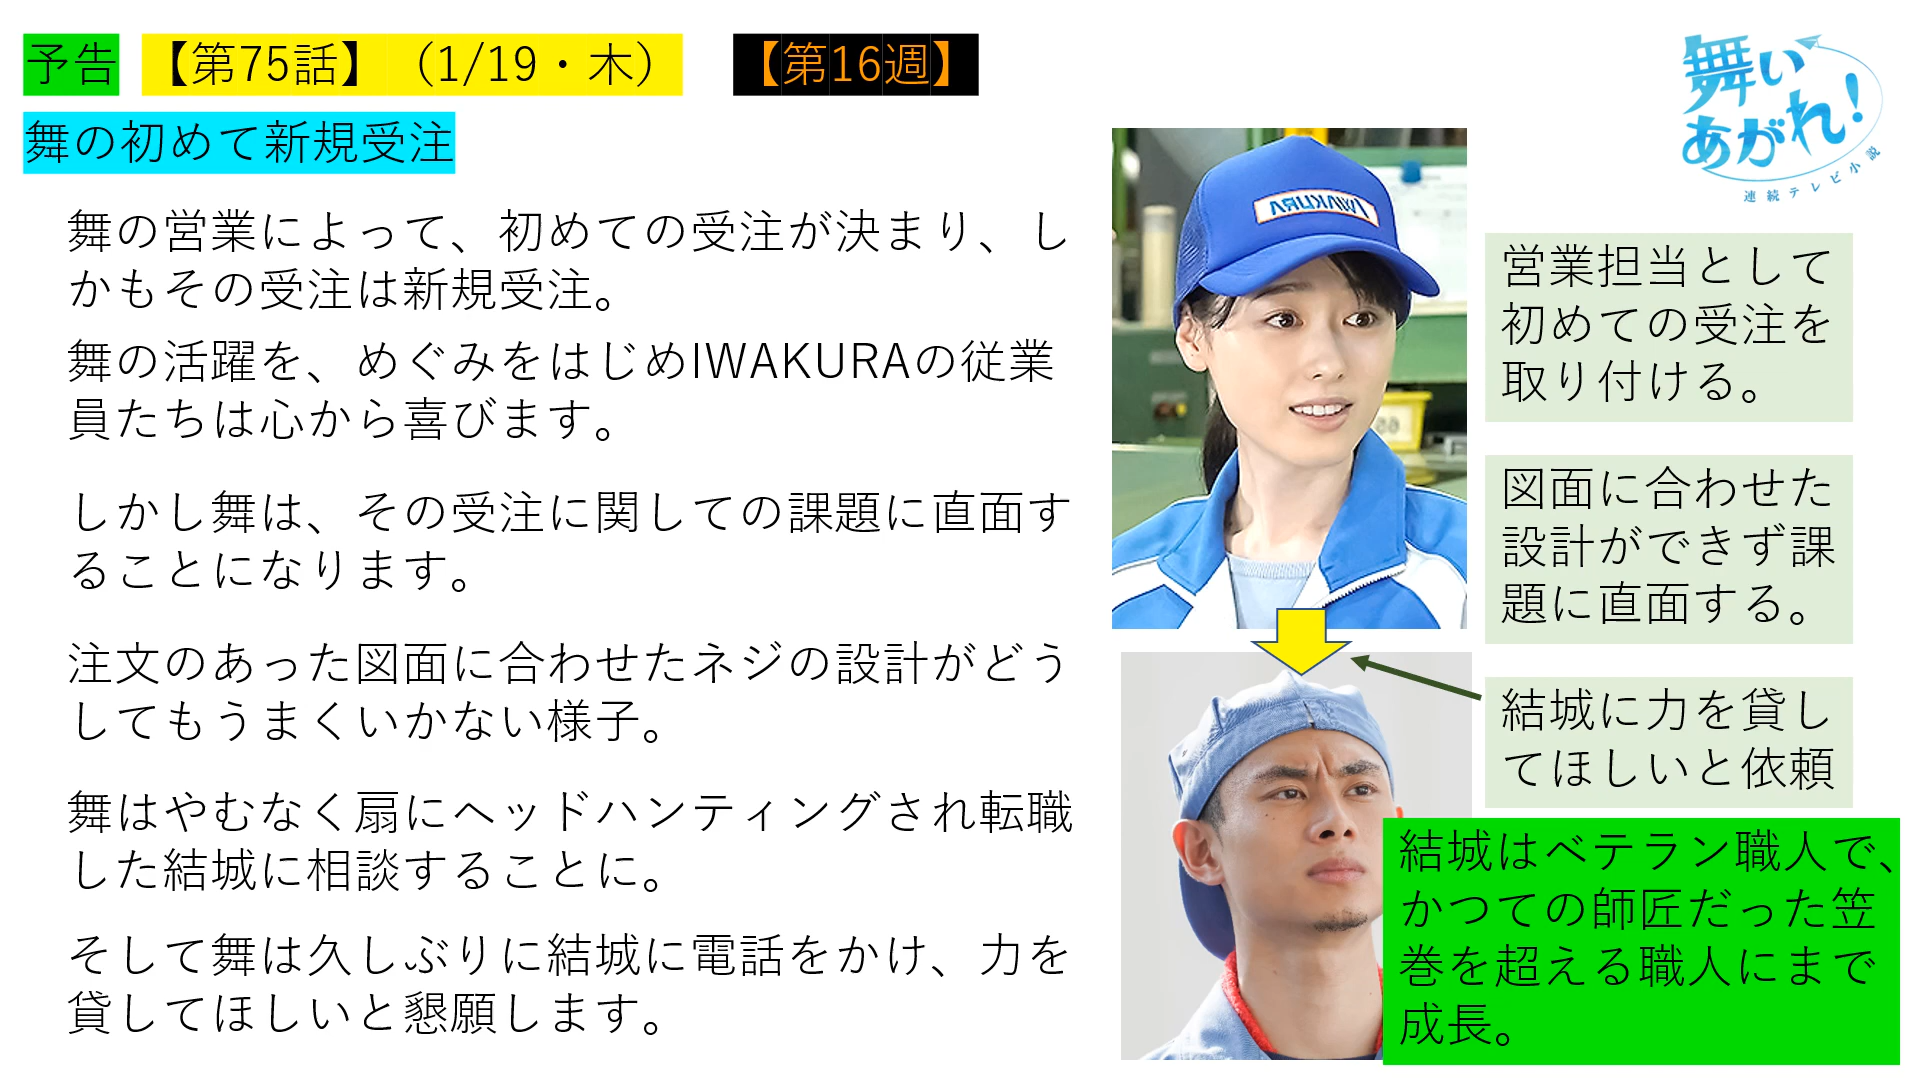 予告 【第75話】（1/19・木） 【第16週】
舞の初めて新規受注
舞の営業によって、初めての受注が決まり、し
かもその受注は新規受注。
舞の活躍を、めぐみをはじめIWAKURAの従業
員たちは心から喜びます。
しかし舞は、その受注に関しての課題に直面す
ることになります。
注文のあった図面に合わせたネジの設計がどう
してもうまくいかない様子。
舞はやむなく扇にヘッドハンティングされ転職
した結城に相談することに。
そして舞は久しぶりに結城に電話をかけ、力を
貸してほしいと懇願します。
舞い
あがれ!
連続テレビ小説
IWAKURA
65
営業担当として
初めての受注を
取り付ける。
図面に合わせた
設計ができず課
題に直面する。
結城に力を貸し
てほしいと依頼
結城はベテラン職人で、
かつての師匠だった笠
巻を超える職人にまで
成長。